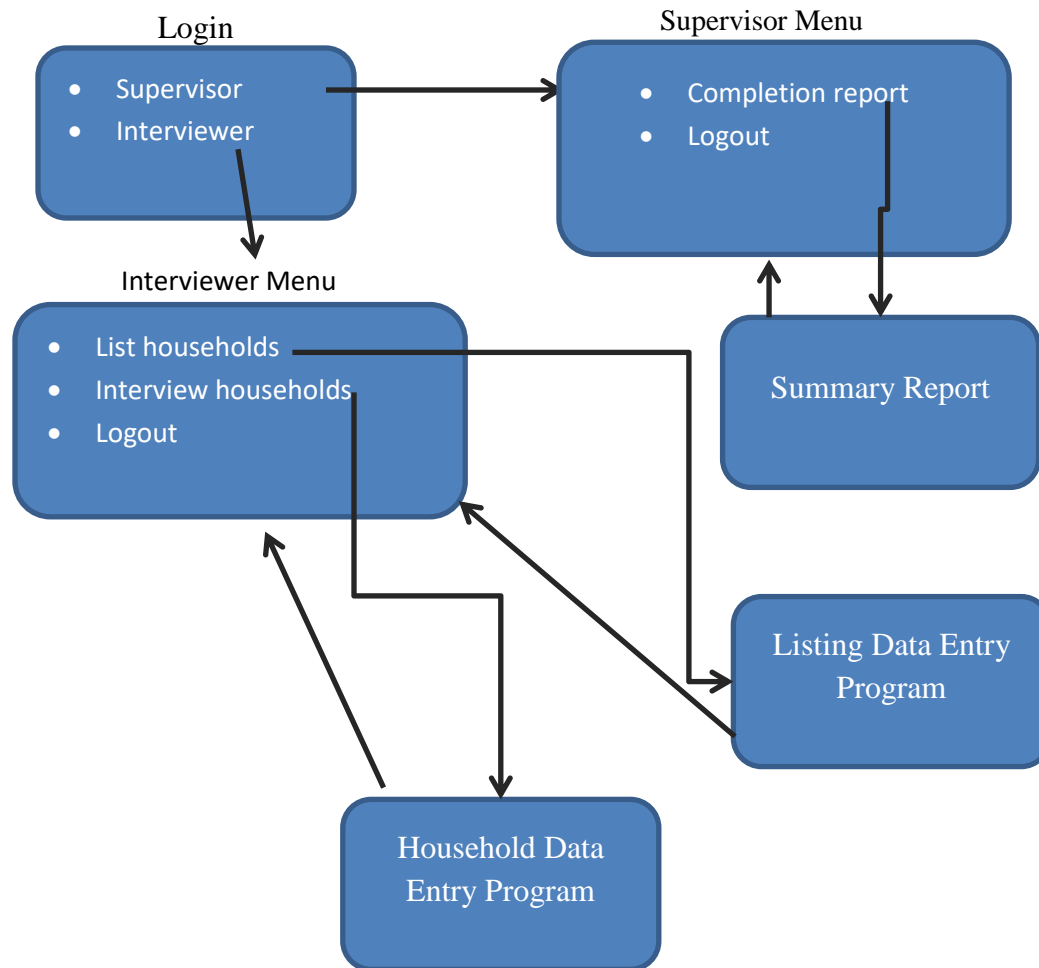 Login
• Supervisor
• Interviewer
Supervisor Menu
• Completion report
• Logout
Interviewer Menu
• List households
• Interview households
• Logout
Summary Report
Listing Data Entry
Program
Household Data
Entry Program